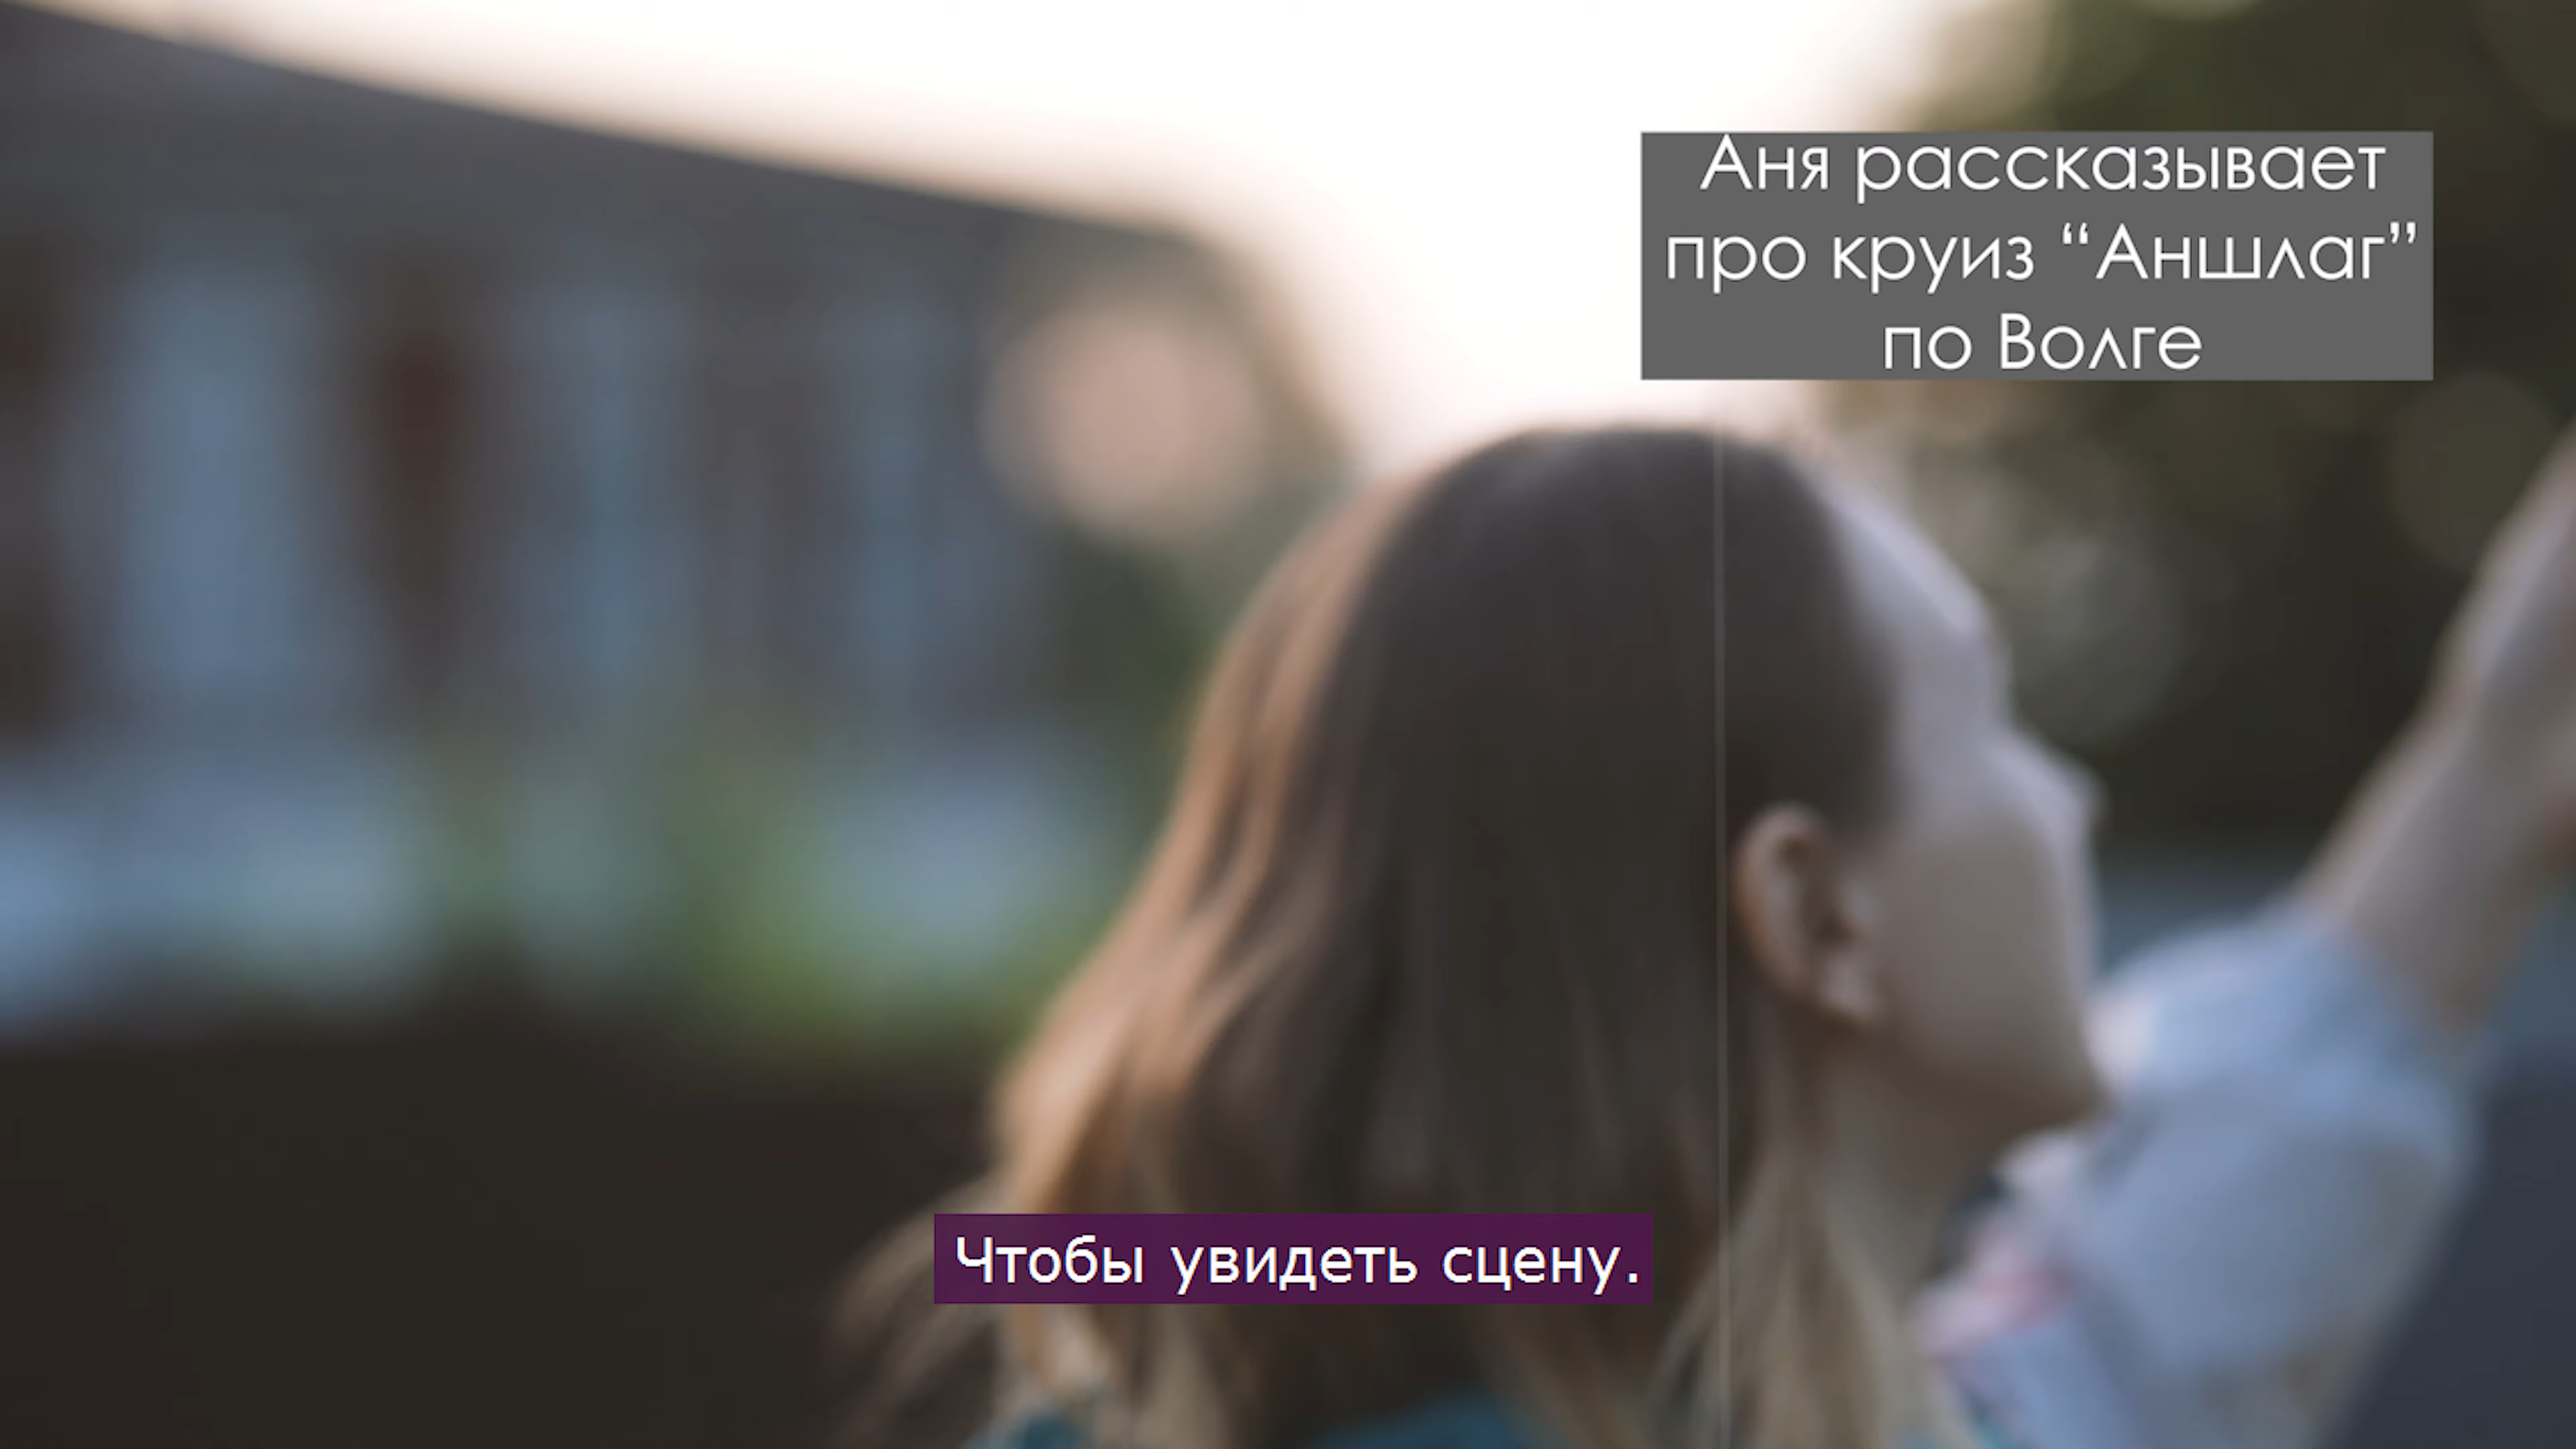 Аня рассказывает
про круиз “Аншлаг”
по Волге
Чтобы увидеть сцену.